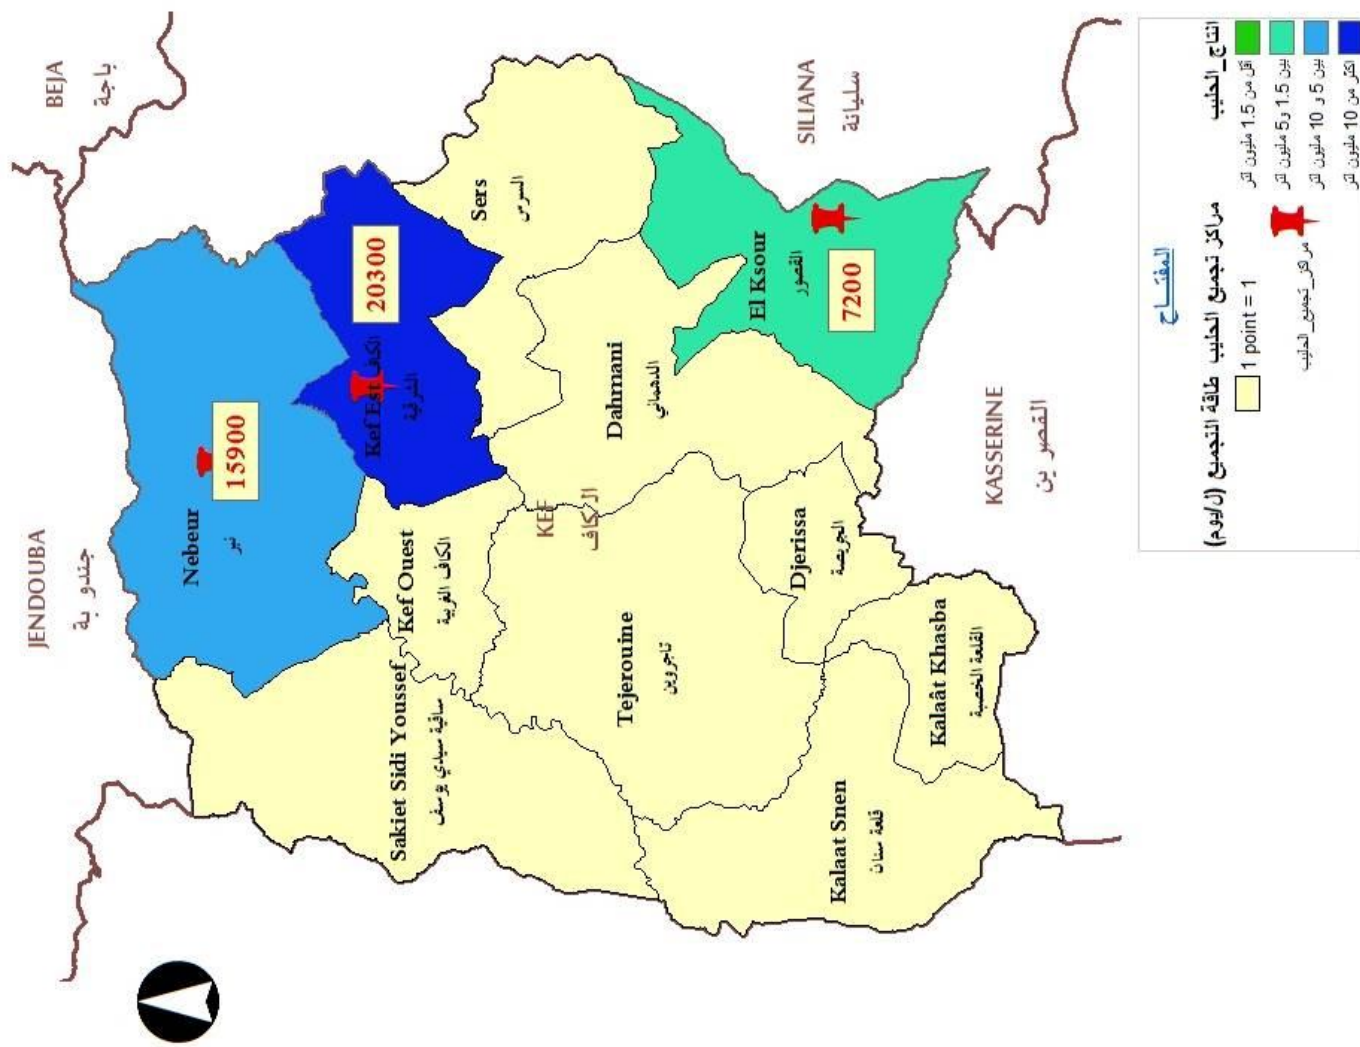 BEJA
باجة
JENDOUBA
جندوبة
SILIANA
سليانة
KASSERINE
القصرين
KEF
الكاف
Nebeur
نبر
15900
Kef Est
الكاف
الشرقية
20300
Sers
السرس
Kef Ouest
الكاف الغربية
Sakiet Sidi Youssef
ساقية سيدي يوسف
Dahmani
الدهماني
El Ksour
القصور
7200
Tejerouine
تاجروين
Djerissa
الجريصة
Kalaât Khasba
القلعة الخصبة
Kalaat Snen
قلعة سنان
المفتاح
مراكز تجميع الحليب طاقة التجميع (ل/يوم)
1 point = 1
مراكز_تجميع_الحليب
انتاج_الحليب
أقل من 1.5 مليون لتر
بين 1.5 و5 مليون لتر
بين 5 و 10 مليون لتر
اكثر من 10 مليون لتر